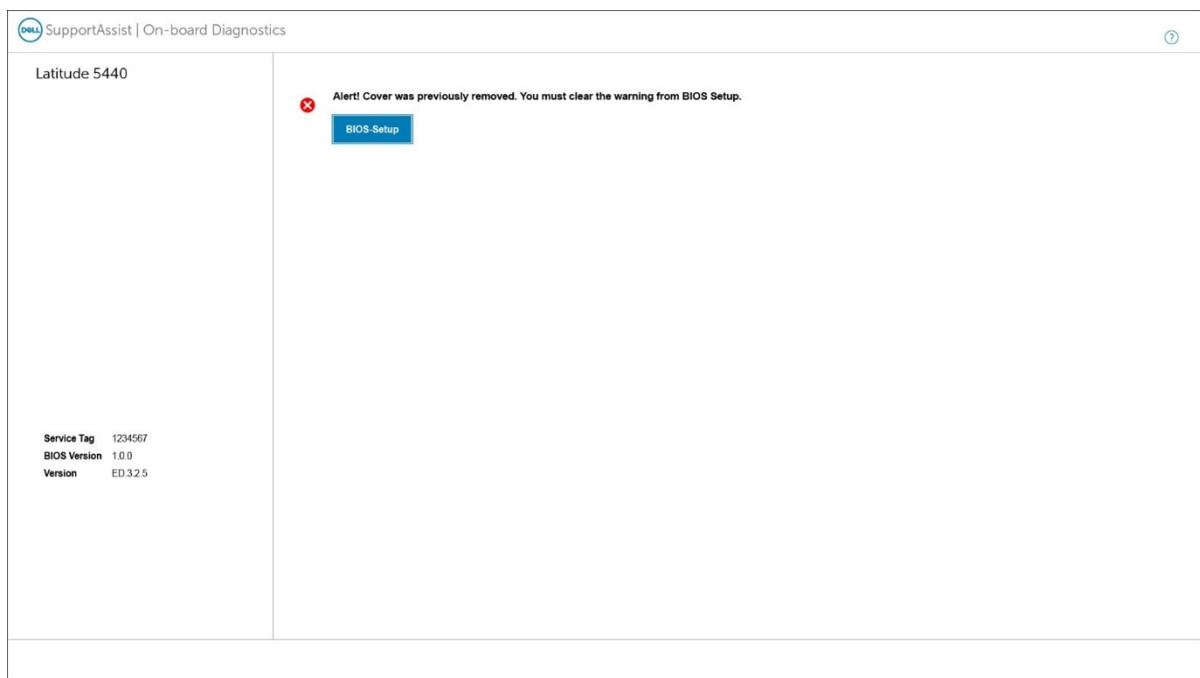 DELL SupportAssist | On-board Diagnostics
?
Latitude 5440
Alert! Cover was previously removed. You must clear the warning from BIOS Setup.
BIOS-Setup
Service Tag 1234567
BIOS Version 1.0.0
Version ED.3.2.5